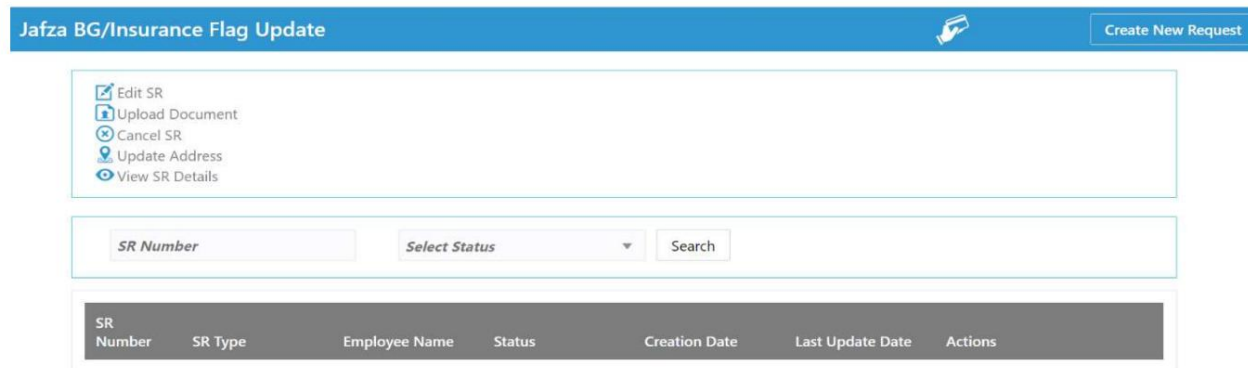 Jafza BG/Insurance Flag Update
Create New Request
Edit SR
Upload Document
Cancel SR
Update Address
View SR Details
SR Number
Select Status
Search
SR
Number SR Type Employee Name Status Creation Date Last Update Date Actions